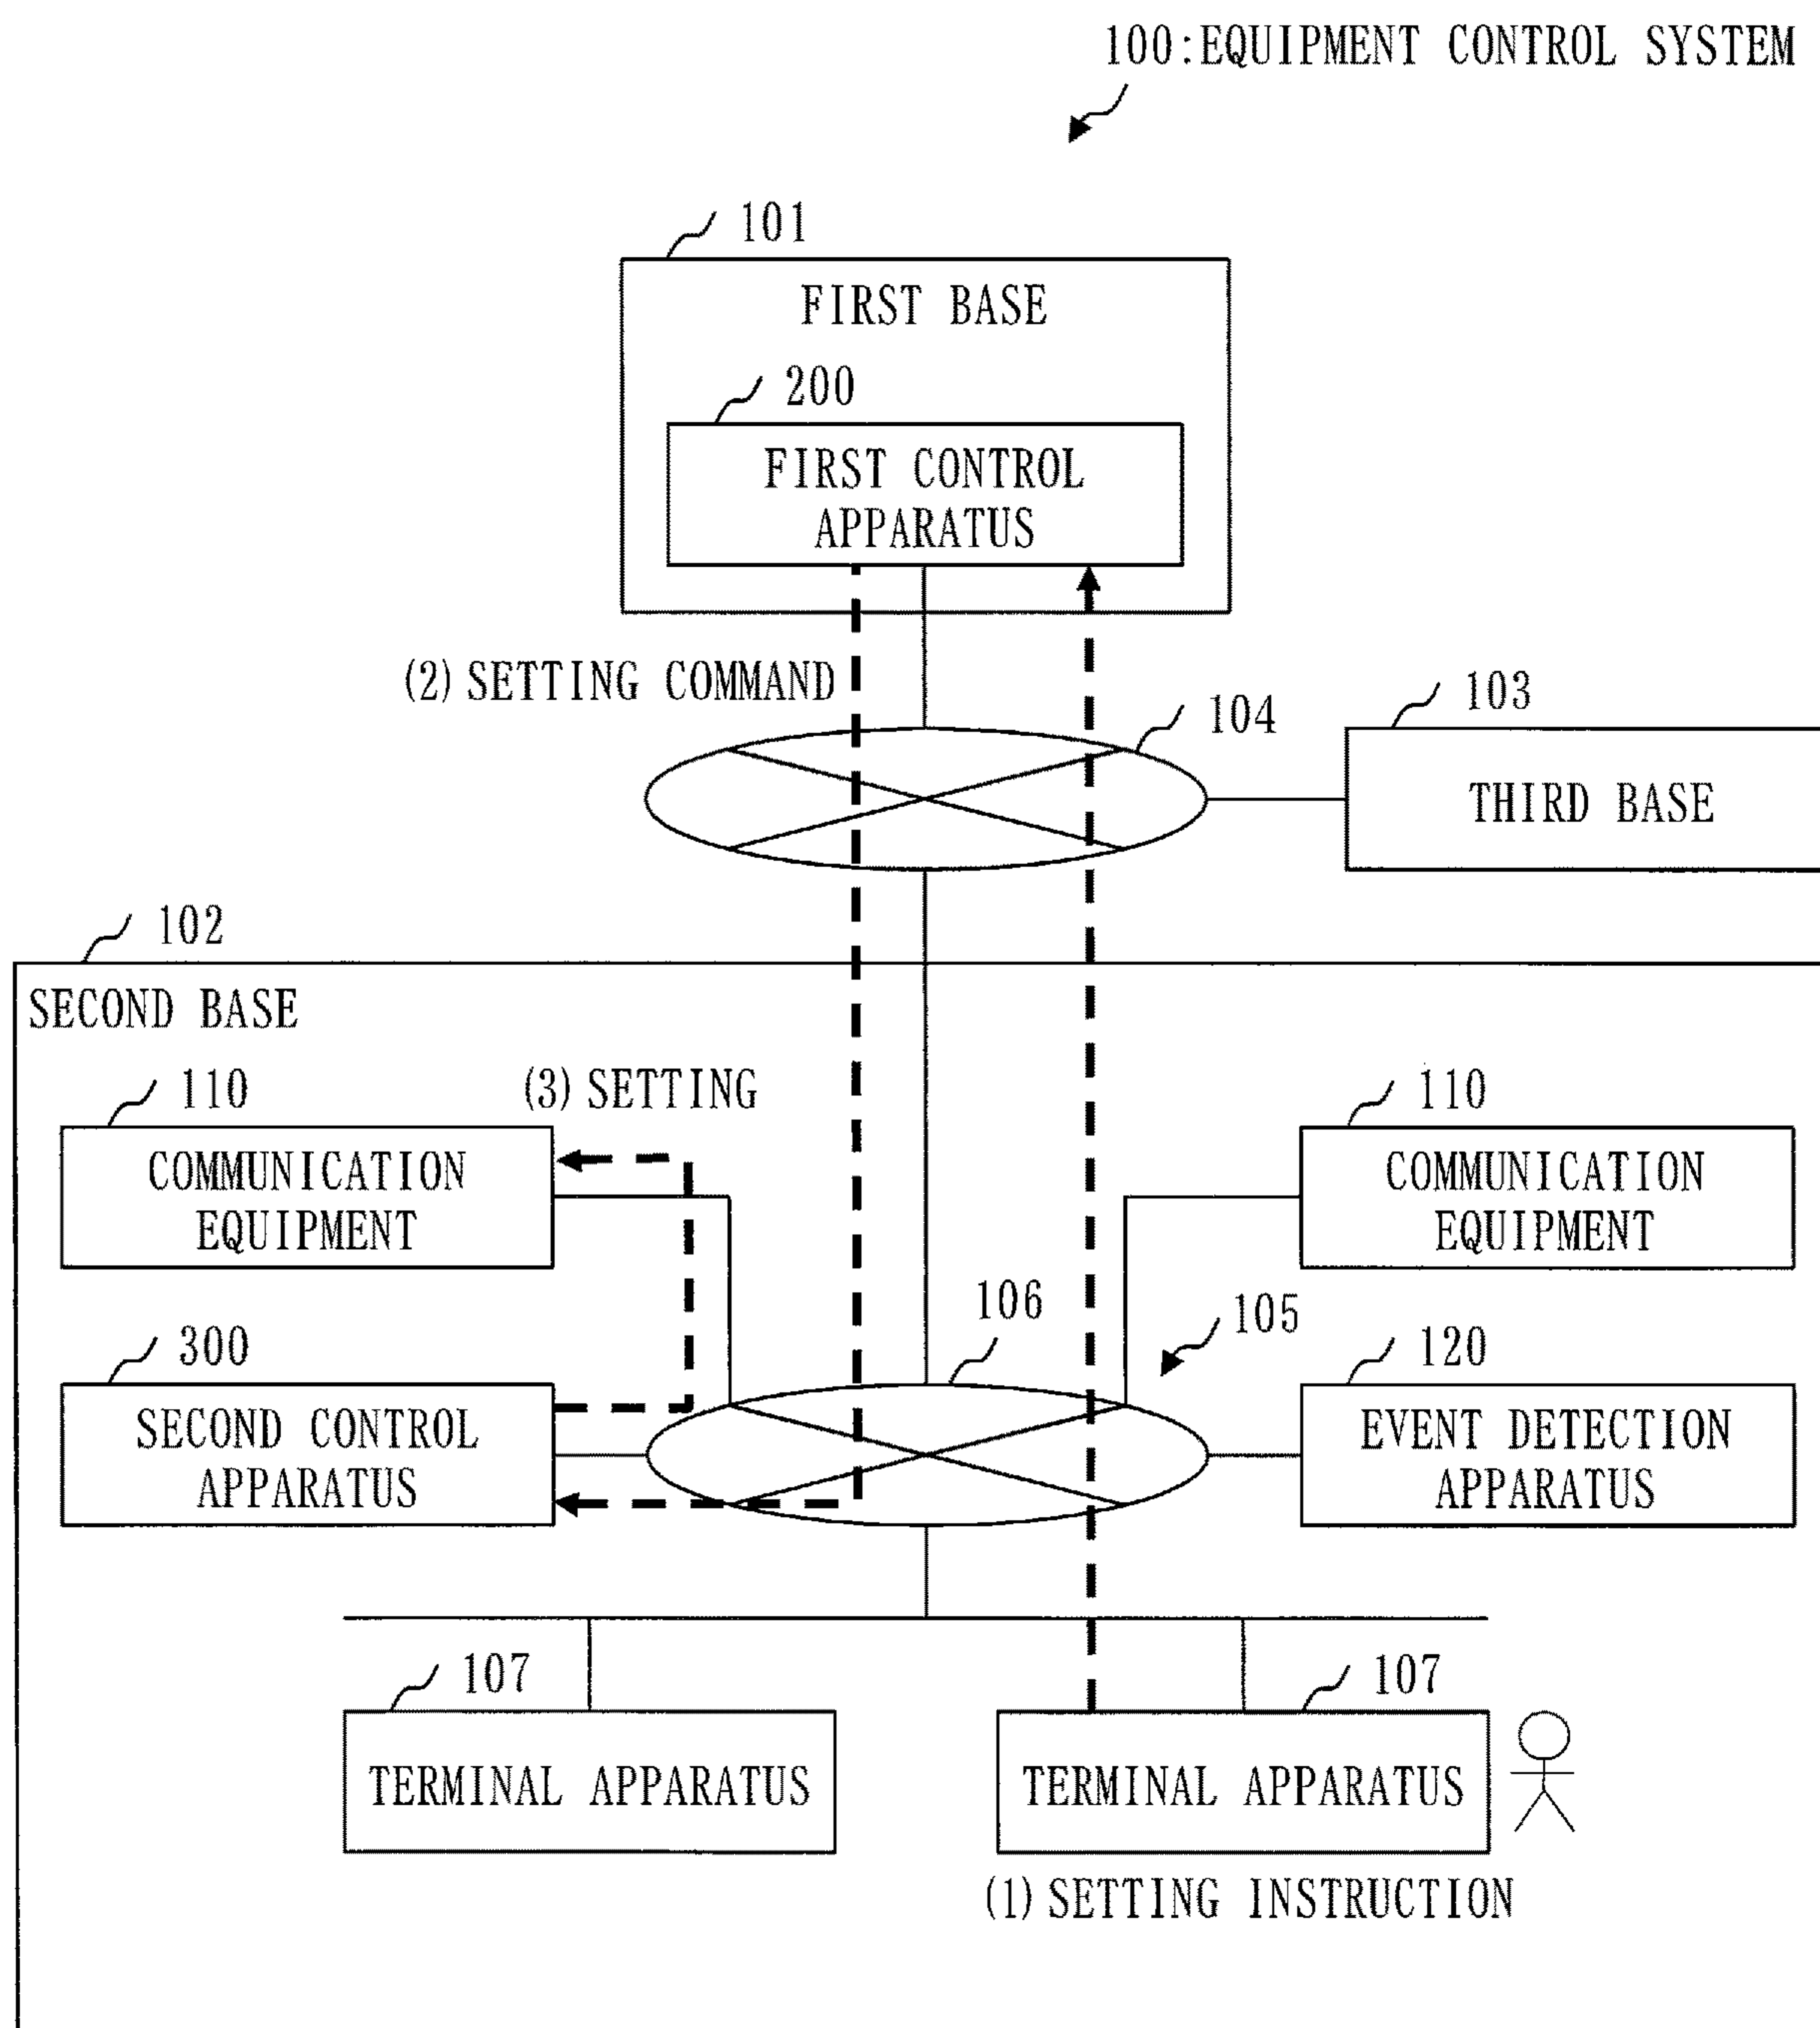 100:EQUIPMENT CONTROL SYSTEM
101
FIRST BASE
200
FIRST CONTROL
APPARATUS
(2) SETTING COMMAND
104
103
THIRD BASE
102
SECOND BASE
110
(3) SETTING
110
COMMUNICATION
EQUIPMENT
COMMUNICATION
EQUIPMENT
106
105
300
120
SECOND CONTROL
APPARATUS
EVENT DETECTION
APPARATUS
107
107
TERMINAL APPARATUS
TERMINAL APPARATUS
(1) SETTING INSTRUCTION